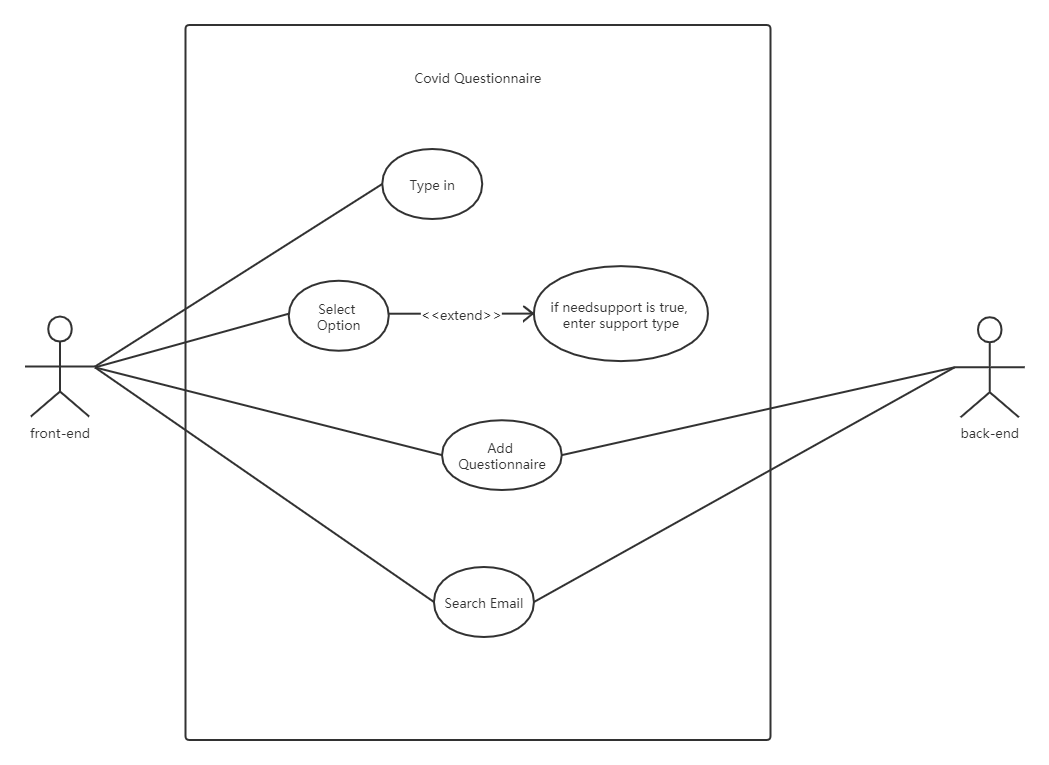 Covid Questionnaire
Type in
Select
Option
<<extend>>
if needsupport is true,
enter support type
front-end
back-end
Add
Questionnaire
Search Email